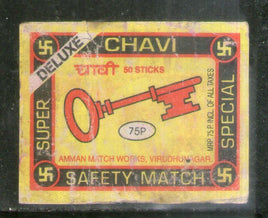 DELUXE
CHAVI
चाबी 50 STICKS
SUPER
SPECIAL
75P
MRP. 75 P. INCL. OF ALL TAXES
AMMAN MATCH WORKS, VIRUDHUNAGAR.
SAFETY MATCH